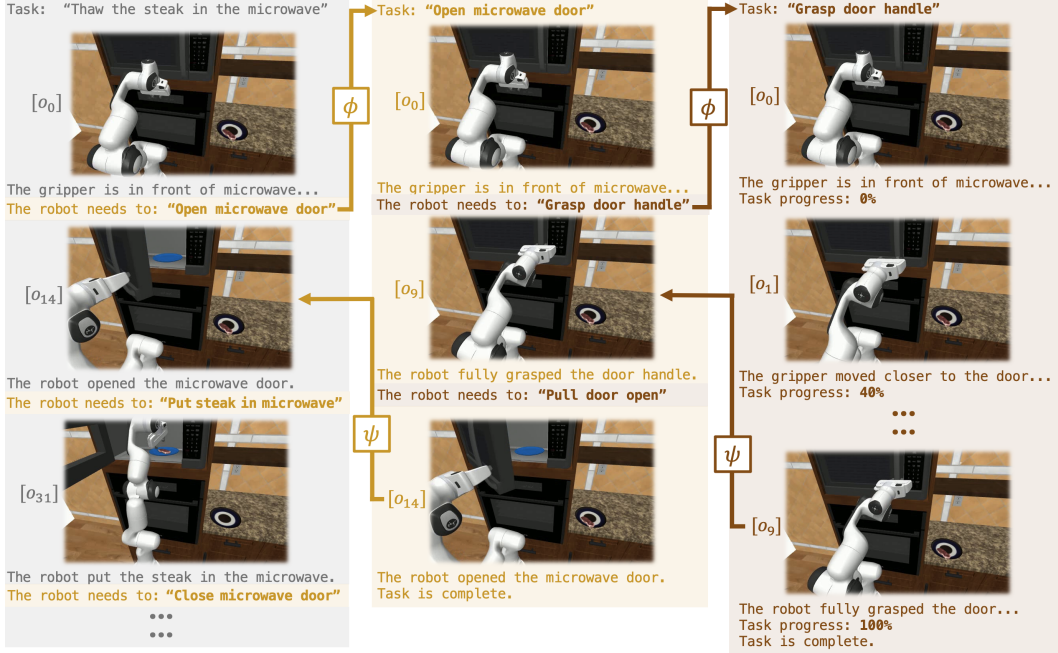 Task: “Thaw the steak in the microwave”
[o0]
The gripper is in front of microwave...
The robot needs to: “Open microwave door”
[o14]
The robot opened the microwave door.
The robot needs to: “Put steak in microwave”
[o31]
The robot put the steak in the microwave.
The robot needs to: “Close microwave door”
...
...
ϕ
ψ
Task: “Open microwave door”
[o0]
The gripper is in front of microwave...
The robot needs to: “Grasp door handle”
[o9]
The robot fully grasped the door handle.
The robot needs to: “Pull door open”
[o14]
The robot opened the microwave door.
Task is complete.
ϕ
ψ
Task: “Grasp door handle”
[o0]
The gripper is in front of microwave...
Task progress: 0%
[o1]
The gripper moved closer to the door...
Task progress: 40%
...
...
[o9]
The robot fully grasped the door...
Task progress: 100%
Task is complete.